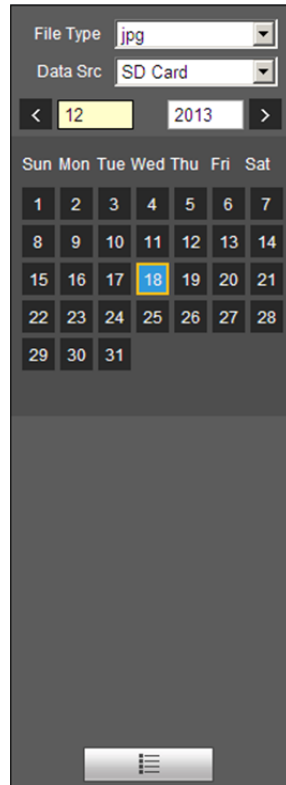 File Type jpg
Data Src SD Card
< 12 2013 >
Sun Mon Tue Wed Thu Fri Sat
1 2 3 4 5 6 7
8 9 10 11 12 13 14
15 16 17 18 19 20 21
22 23 24 25 26 27 28
29 30 31